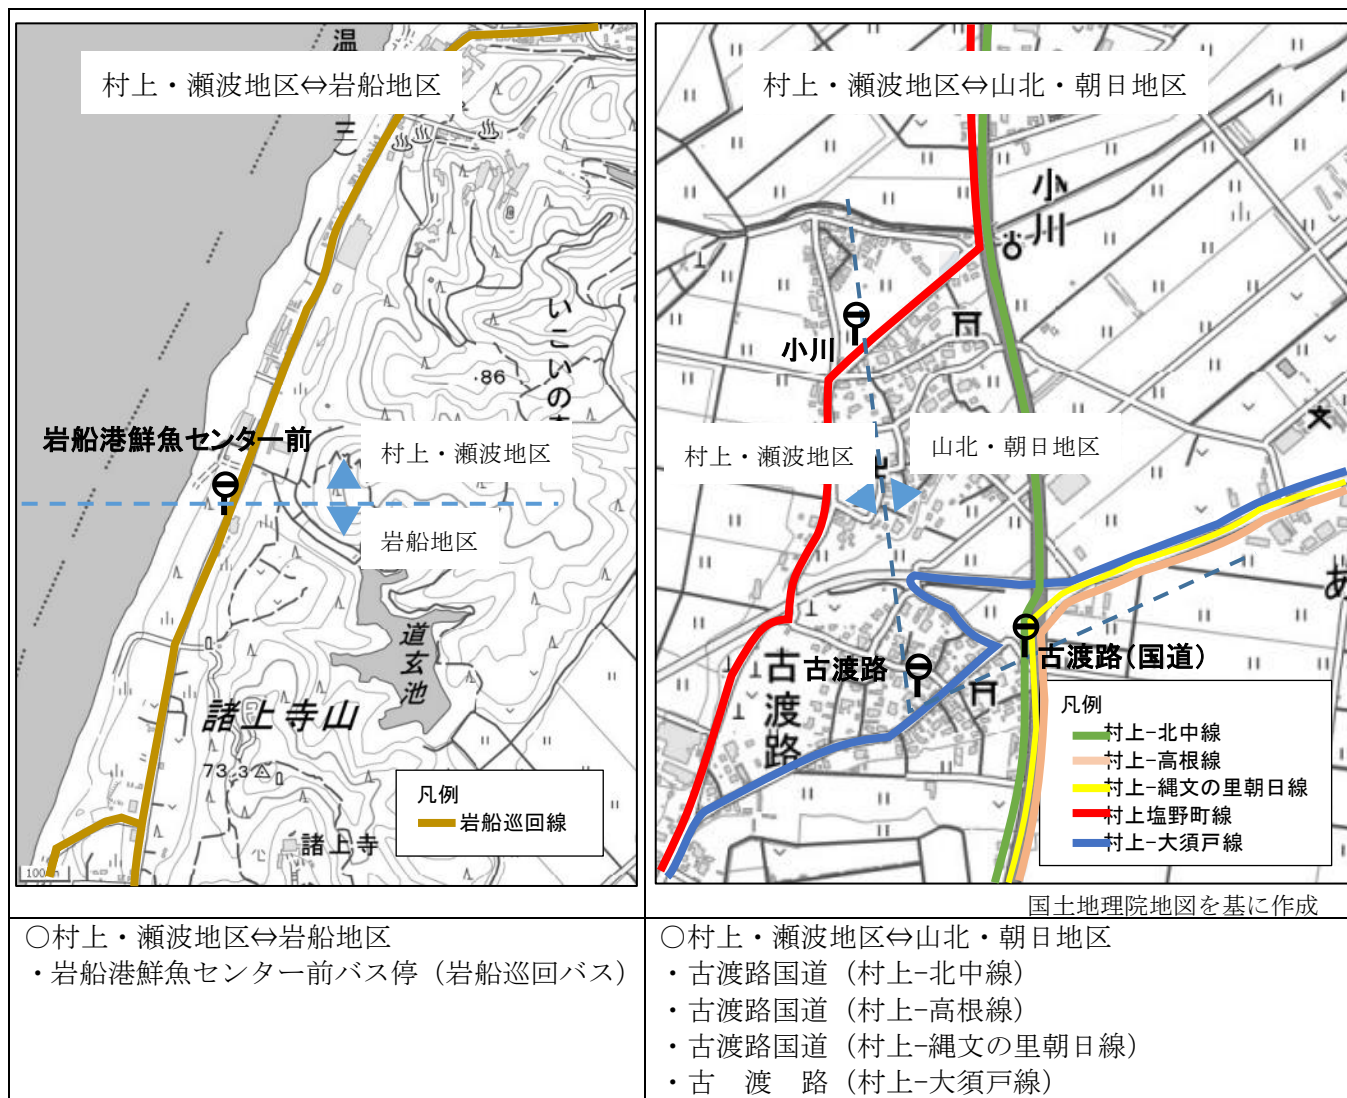 村上・瀬波地区⇔岩船地区
温
三
いこいの
・86
岩船港鮮魚センター前
村上・瀬波地区
岩船地区
道玄池
諸上寺山
73.3
諸上寺
凡例
岩船巡回線
村上・瀬波地区⇔山北・朝日地区
小川
小川
村上・瀬波地区
山北・朝日地区
古渡路
古渡路
古渡路(国道)
あ
凡例
村上-北中線
村上-高根線
村上-縄文の里朝日線
村上塩野町線
村上-大須戸線
国土地理院地図を基に作成
○村上・瀬波地区⇔岩船地区
・岩船港鮮魚センター前バス停（岩船巡回バス）
○村上・瀬波地区⇔山北・朝日地区
・古渡路国道（村上-北中線）
・古渡路国道（村上-高根線）
・古渡路国道（村上-縄文の里朝日線）
・古　渡　路（村上-大須戸線）